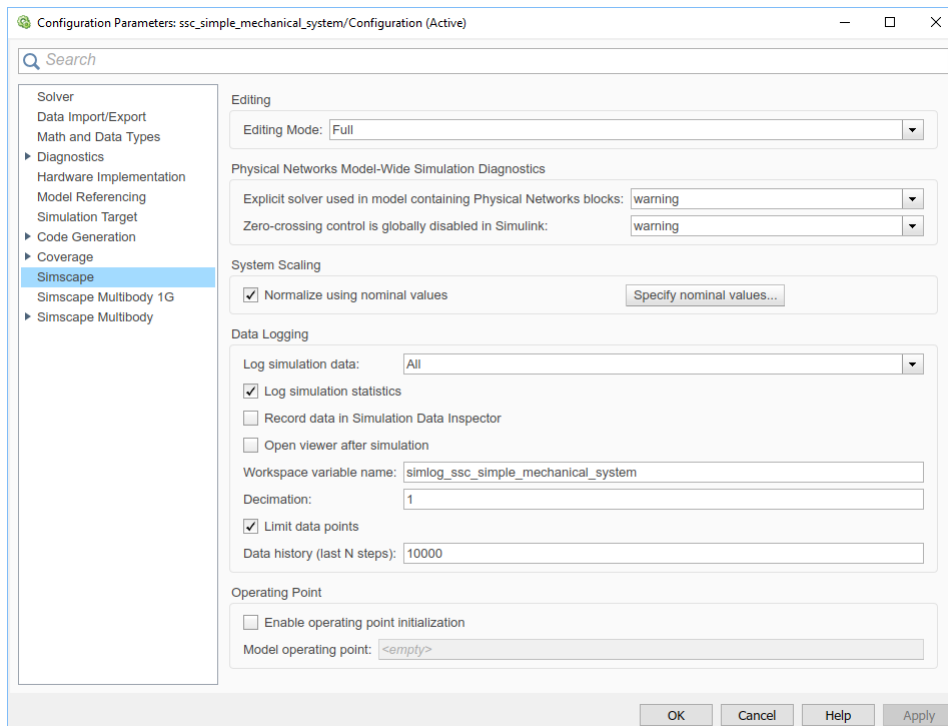 Configuration Parameters: ssc_simple_mechanical_system/Configuration (Active)
Search
Solver
Data Import/Export
Math and Data Types
Diagnostics
Hardware Implementation
Model Referencing
Simulation Target
Code Generation
Coverage
Simscape
Simscape Multibody 1G
Simscape Multibody
Editing
Editing Mode: Full
Physical Networks Model-Wide Simulation Diagnostics
Explicit solver used in model containing Physical Networks blocks: warning
Zero-crossing control is globally disabled in Simulink: warning
System Scaling
Normalize using nominal values Specify nominal values...
Data Logging
Log simulation data: All
Log simulation statistics
Record data in Simulation Data Inspector
Open viewer after simulation
Workspace variable name: simlog_ssc_simple_mechanical_system
Decimation: 1
Limit data points
Data history (last N steps): 10000
Operating Point
Enable operating point initialization
Model operating point: <empty>
OK Cancel Help Apply